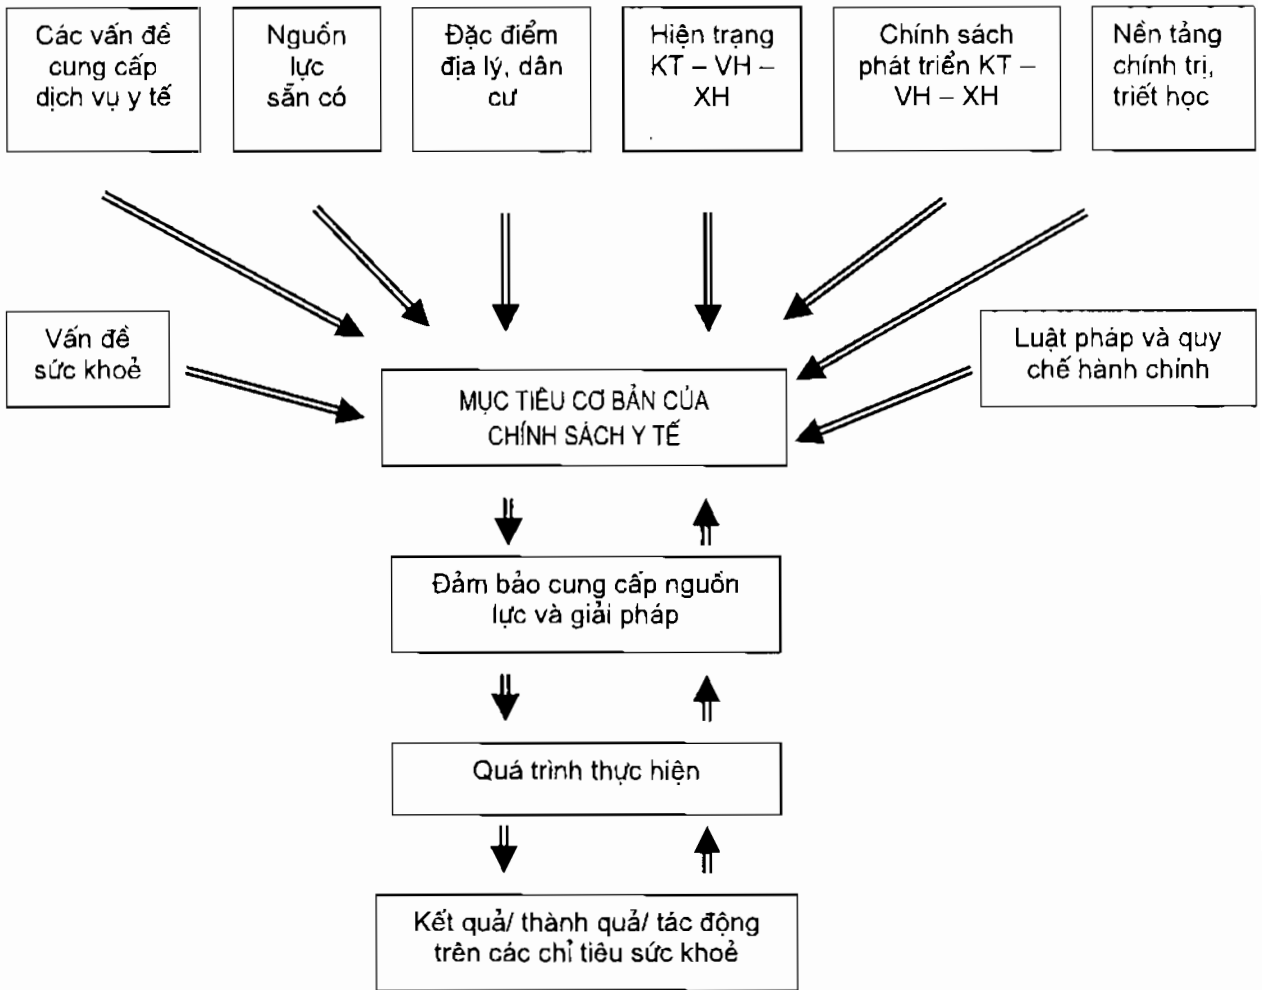 Các vấn đề
cung cấp
dịch vụ y tế
Nguồn
lực
sẵn có
Đặc điểm
địa lý, dân
cư
Hiện trạng
KT – VH –
XH
Chính sách
phát triển KT –
VH – XH
Nền tảng
chính trị,
triết học
Vấn đề
sức khoẻ
Luật pháp và quy
chế hành chính
MỤC TIÊU CƠ BẢN CỦA
CHÍNH SÁCH Y TẾ
Đảm bảo cung cấp nguồn
lực và giải pháp
Quá trình thực hiện
Kết quả/ thành quả/ tác động
trên các chỉ tiêu sức khoẻ